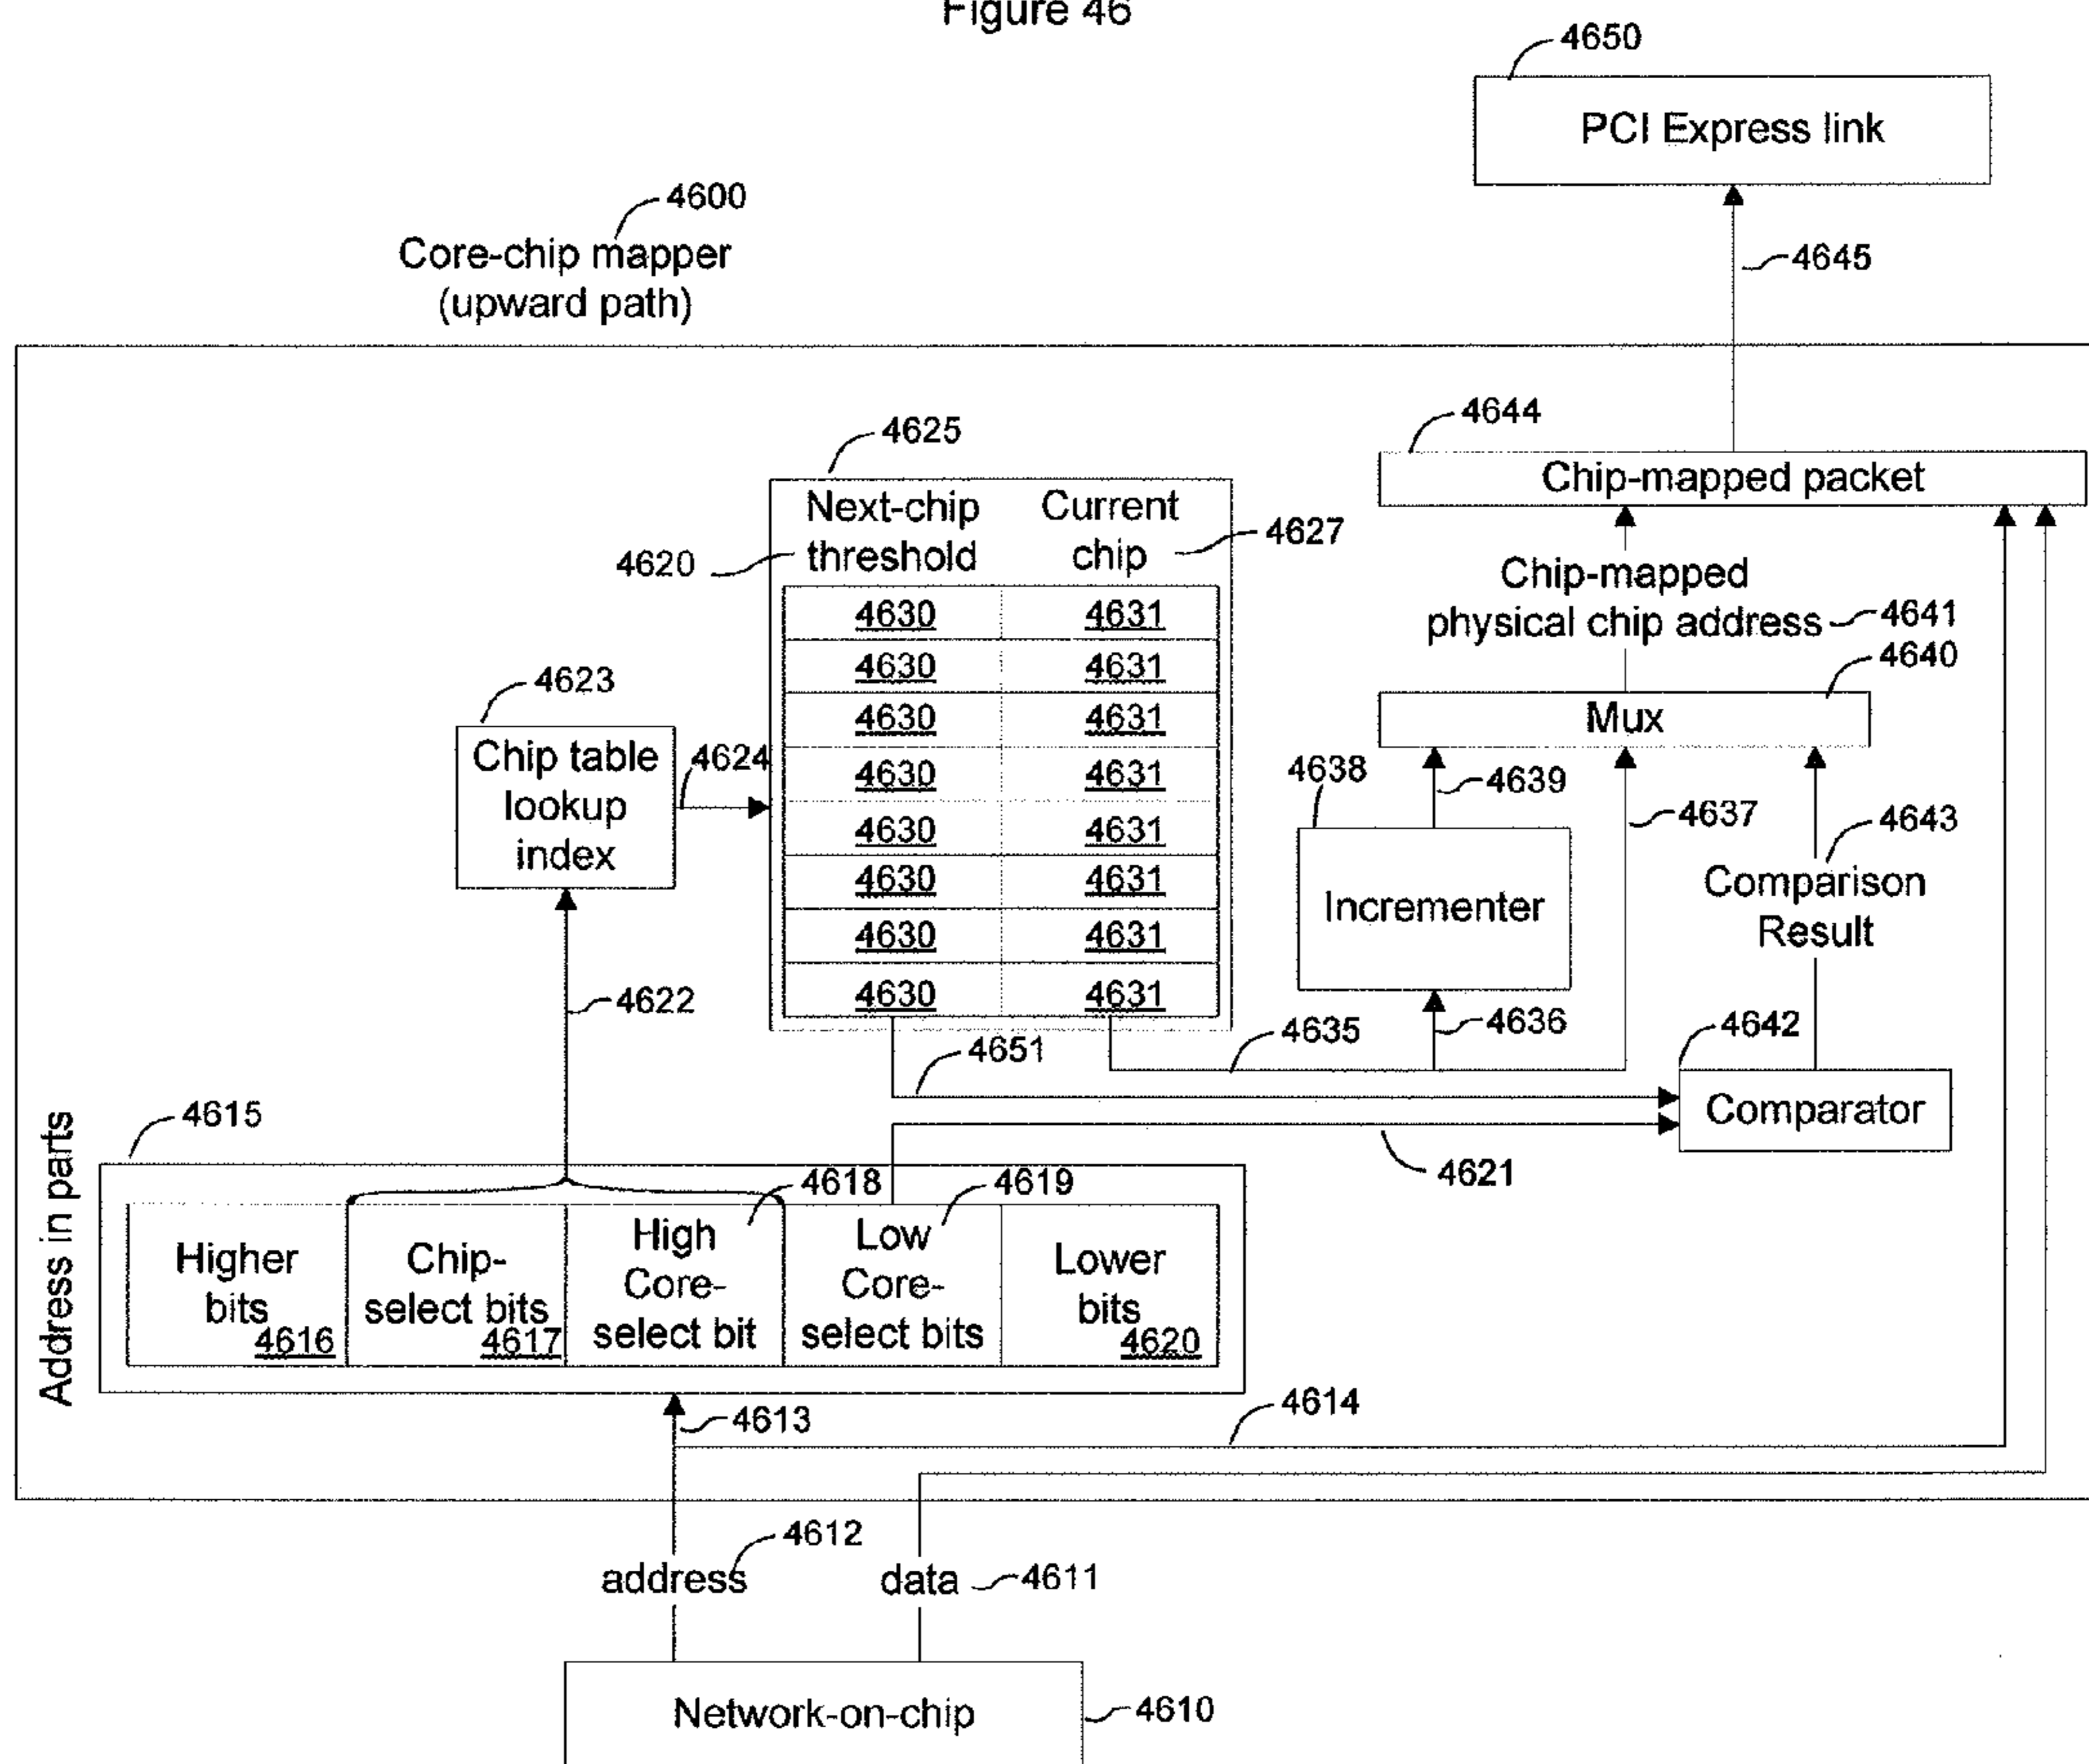 Figure 46
4650
PCI Express link
4600
Core-chip mapper
(upward path)
4645
4644
Chip-mapped packet
4625
Next-chip
threshold
4620
Current
chip
4627
4630 4631
4630 4631
4630 4631
4630 4631
4630 4631
4630 4631
4630 4631
4630 4631
Chip-mapped
physical chip address
4641
4640
Mux
4623
Chip table
lookup
index
4624
4638
4639
4637
4643
Incrementer
Comparison
Result
4622
4636
4635
4651
4642
Comparator
4621
Address in parts
4615
4618
4619
Higher
bits
4616
Chip-
select bits
4617
High
Core-
select bit
Low
Core-
select bits
Lower
bits
4620
4613
4614
4612
address
data
4611
Network-on-chip
4610